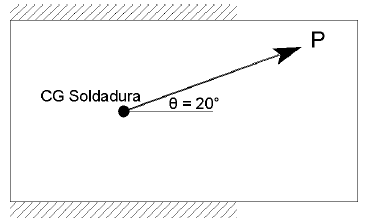 P
CG Soldadura
θ = 20°